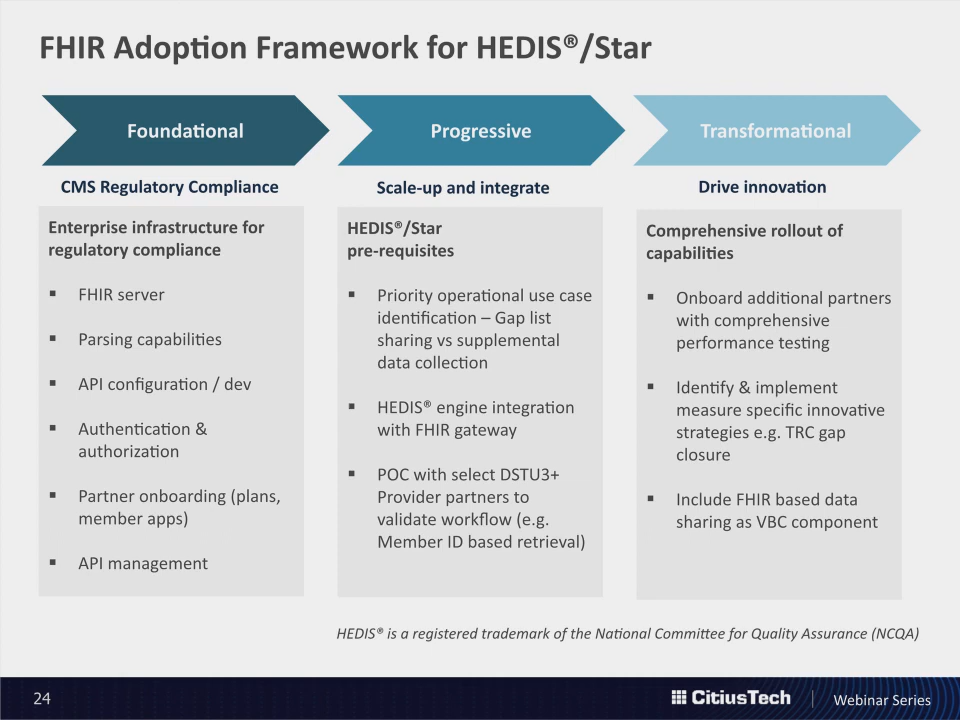 FHIR Adoption Framework for HEDIS®/Star
Foundational
Progressive
Transformational
CMS Regulatory Compliance
Scale-up and integrate
Drive innovation
Enterprise infrastructure for
regulatory compliance
▪ FHIR server
▪ Parsing capabilities
▪ API configuration / dev
▪ Authentication &
authorization
▪ Partner onboarding (plans,
member apps)
▪ API management
HEDIS®/Star
pre-requisites
▪ Priority operational use case
identification – Gap list
sharing vs supplemental
data collection
▪ HEDIS® engine integration
with FHIR gateway
▪ POC with select DSTU3+
Provider partners to
validate workflow (e.g.
Member ID based retrieval)
Comprehensive rollout of
capabilities
▪ Onboard additional partners
with comprehensive
performance testing
▪ Identify & implement
measure specific innovative
strategies e.g. TRC gap
closure
▪ Include FHIR based data
sharing as VBC component
HEDIS® is a registered trademark of the National Committee for Quality Assurance (NCQA)
24
CitiusTech | Webinar Series